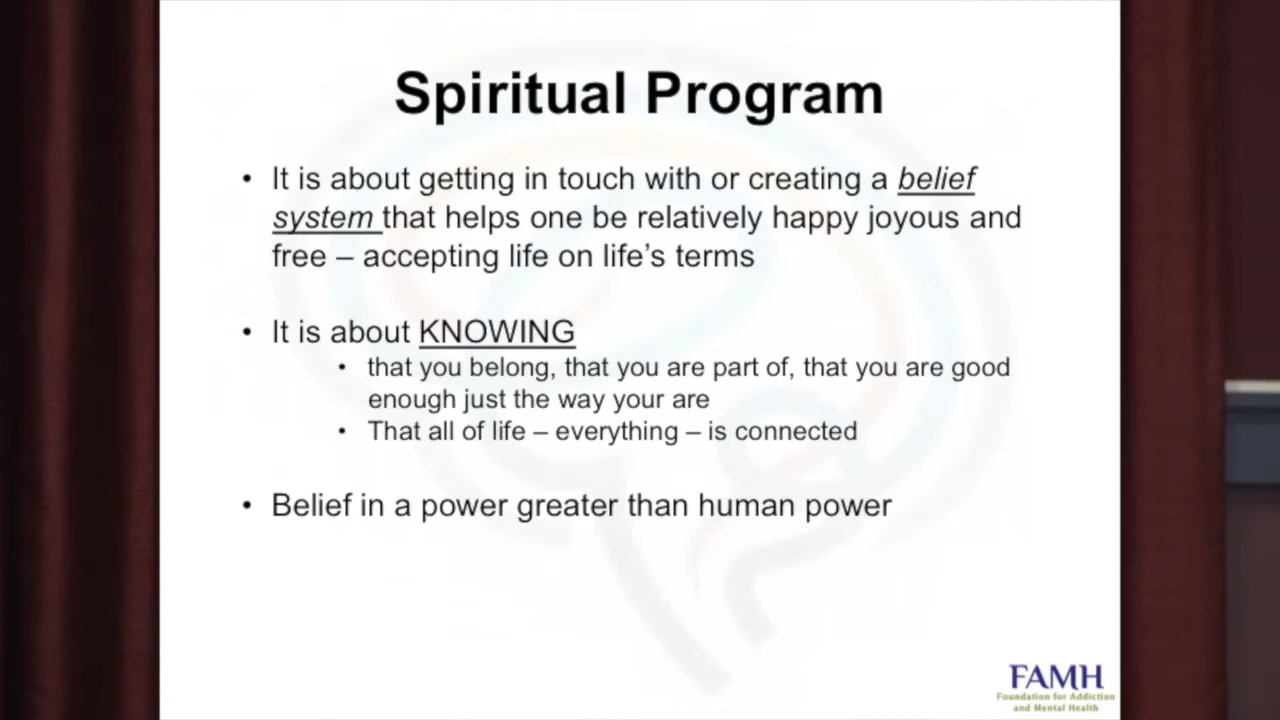 Spiritual Program
• It is about getting in touch with or creating a belief
system that helps one be relatively happy joyous and
free – accepting life on life's terms
• It is about KNOWING
• that you belong, that you are part of, that you are good
enough just the way your are
• That all of life – everything – is connected
• Belief in a power greater than human power
FAMH
Foundation for Addiction
and Mental Health